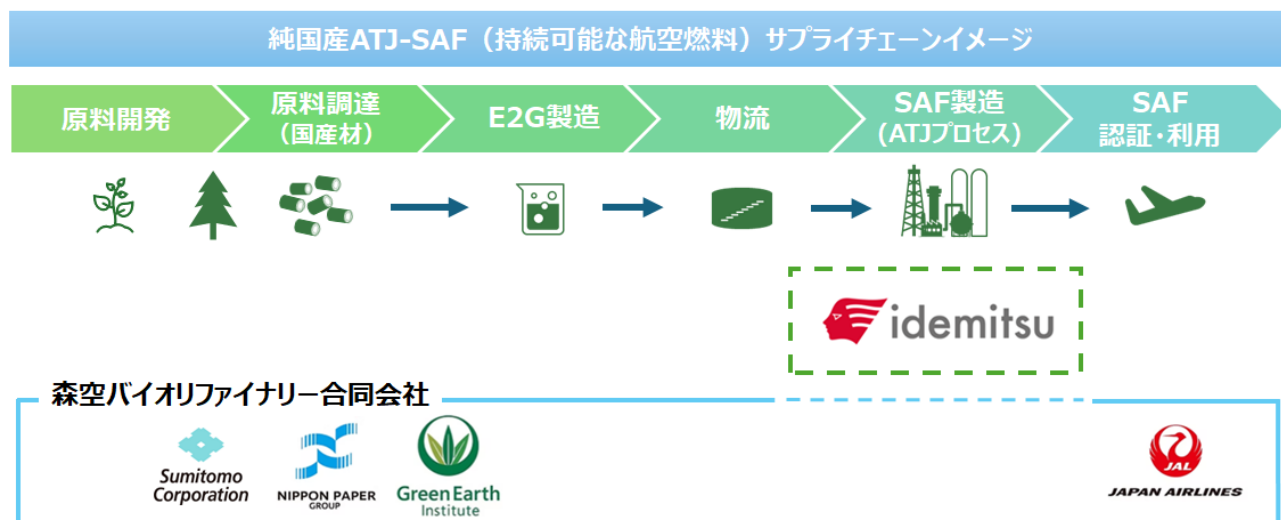 純国産ATJ-SAF（持続可能な航空燃料）サプライチェーンイメージ
原料開発
原料調達
（国産材）
E2G製造
物流
SAF製造
(ATJプロセス)
SAF
認証・利用
idemitsu
森空バイオリファイナリー合同会社
Sumitomo
Corporation
NIPPON PAPER
GROUP
Green Earth
Institute
JAL
JAPAN AIRLINES